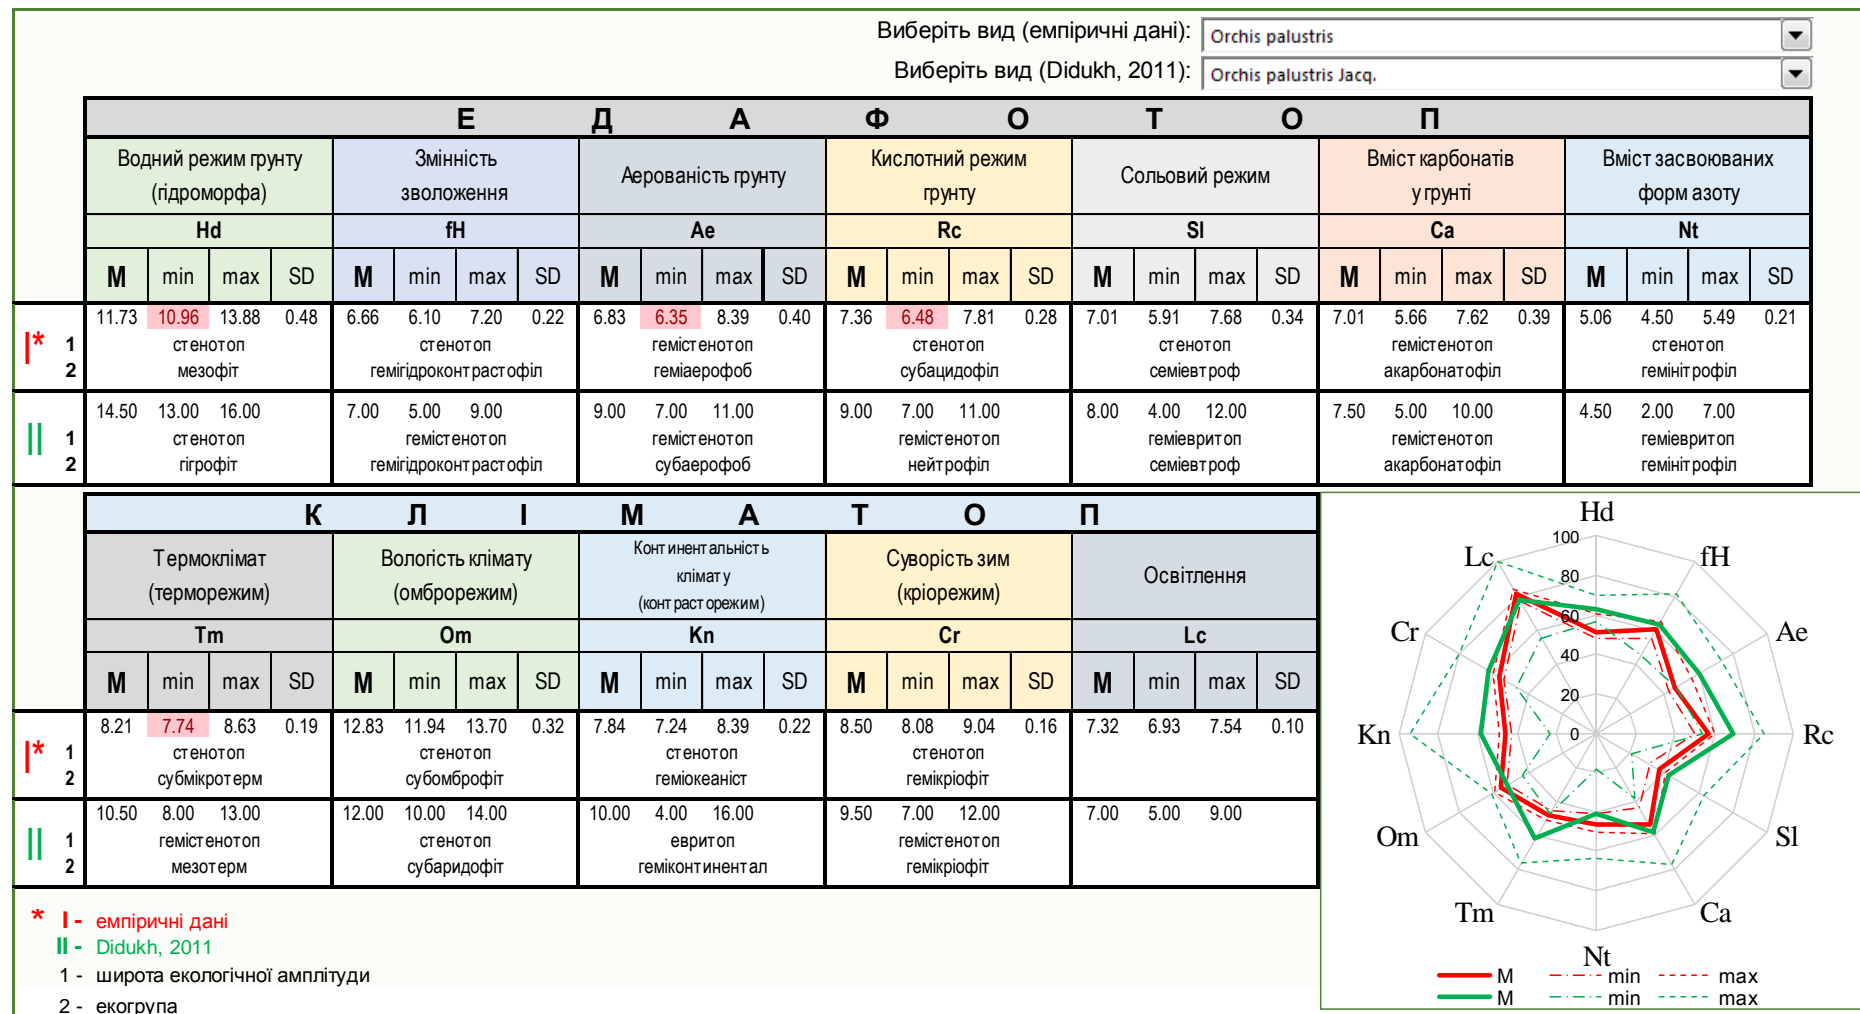 Виберіть вид (емпіричні дані): Orchis palustris
Виберіть вид (Didukh, 2011): Orchis palustris Jacq.
Е Д А Ф О Т О П
Водний режим грунту (гідроморфа) Змінність зволоження Аерованість грунту Кислотний режим грунту Сольовий режим Вміст карбонатів у грунті Вміст засвоюваних форм азоту
Hd fH Ae Rc Sl Ca Nt
M min max SD M min max SD M min max SD M min max SD M min max SD M min max SD M min max SD
11.73 10.96 13.88 0.48 6.66 6.10 7.20 0.22 6.83 6.35 8.39 0.40 7.36 6.48 7.81 0.28 7.01 5.91 7.68 0.34 7.01 5.66 7.62 0.39 5.06 4.50 5.49 0.21
I* 1 стенотоп стенотоп гемістенотоп стенотоп стенотоп гемістенотоп стенотоп
2 мезофіт гемігідроконтрастофіл геміаерофоб субацидофіл семіевтроф акарбонатофіл гемінітрофіл
14.50 13.00 16.00 7.00 5.00 9.00 9.00 7.00 11.00 9.00 7.00 11.00 8.00 4.00 12.00 7.50 5.00 10.00 4.50 2.00 7.00
II 1 стенотоп гемістенотоп гемістенотоп гемістенотоп геміевритоп гемістенотоп геміевритоп
2 гігрофіт гемігідроконтрастофіл субаерофоб нейтрофіл семіевтроф акарбонатофіл гемінітрофіл
К Л І М А Т О П
Термоклімат (терморежим) Вологість клімату (омброрежим) Континентальність клімату (контрасторежим) Суворість зим (кріорежим) Освітлення
Tm Om Kn Cr Lc
M min max SD M min max SD M min max SD M min max SD M min max SD
8.21 7.74 8.63 0.19 12.83 11.94 13.70 0.32 7.84 7.24 8.39 0.22 8.50 8.08 9.04 0.16 7.32 6.93 7.54 0.10
I* 1 стенотоп стенотоп стенотоп стенотоп
2 субмікротерм субомброфіт геміокеаніст гемікріофіт
10.50 8.00 13.00 12.00 10.00 14.00 10.00 4.00 16.00 9.50 7.00 12.00 7.00 5.00 9.00
II 1 гемістенотоп стенотоп евритоп гемістенотоп
2 мезотерм субаридофіт геміконтинентал гемікріофіт
* I - емпіричні дані
II - Didukh, 2011
1 - широта екологічної амплітуди
2 - екогрупа
Hd
100
Lc fH
80
60
Cr Ae
40
20
Kn 0 Rc
Om Sl
Tm Ca
Nt
M min max
M min max